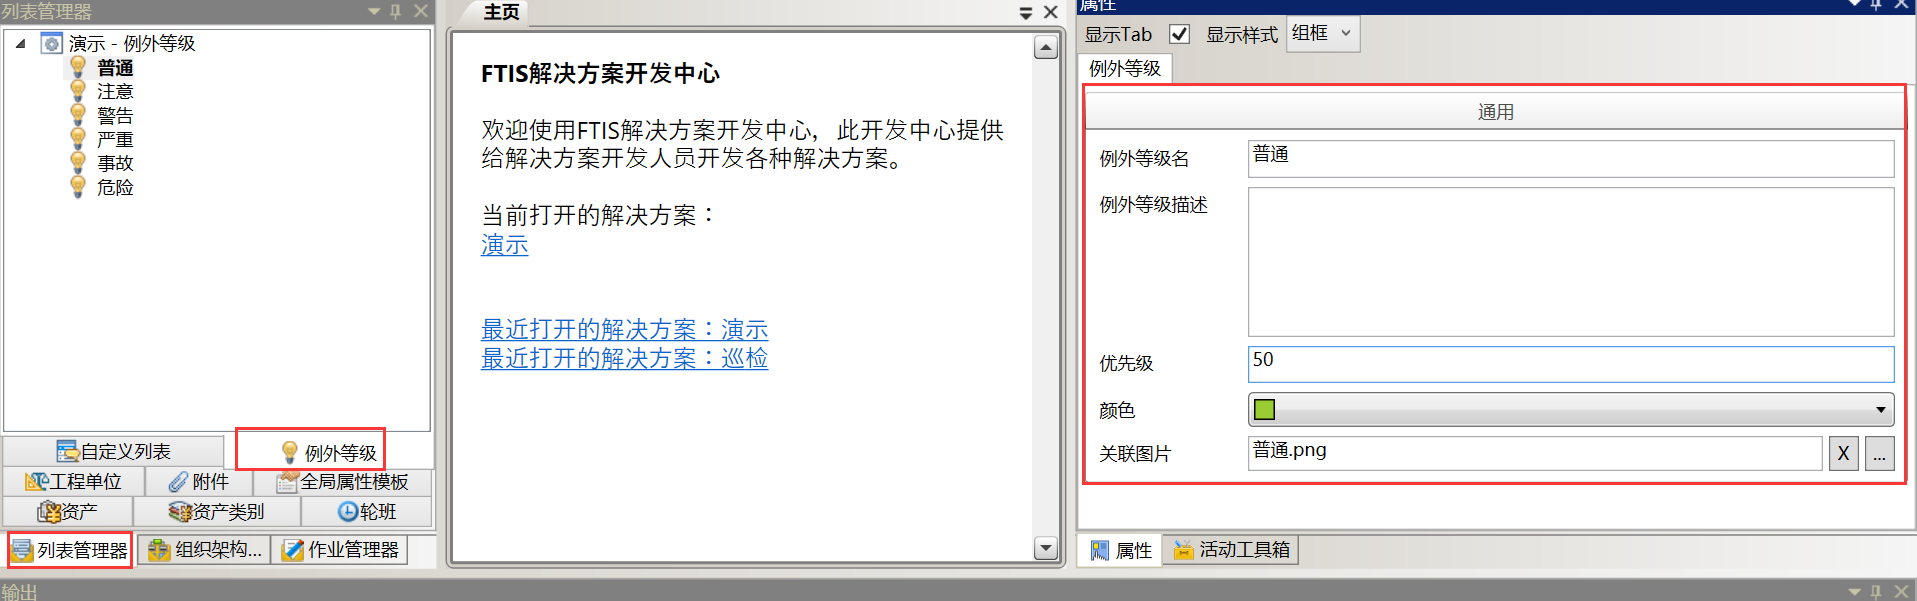 列表管理器
演示 - 例外等级
普通
注意
警告
严重
事故
危险
自定义列表
例外等级
工程单位
附件
全局属性模板
资产
资产类别
轮班
列表管理器
组织架构...
作业管理器
主页
FTIS解决方案开发中心
欢迎使用FTIS解决方案开发中心，此开发中心提供
给解决方案开发人员开发各种解决方案。
当前打开的解决方案：
演示
最近打开的解决方案：演示
最近打开的解决方案：巡检
属性
显示Tab
显示样式
组框
例外等级
通用
例外等级名
普通
例外等级描述
优先级
50
颜色
关联图片
普通.png
X
...
属性
活动工具箱
输出